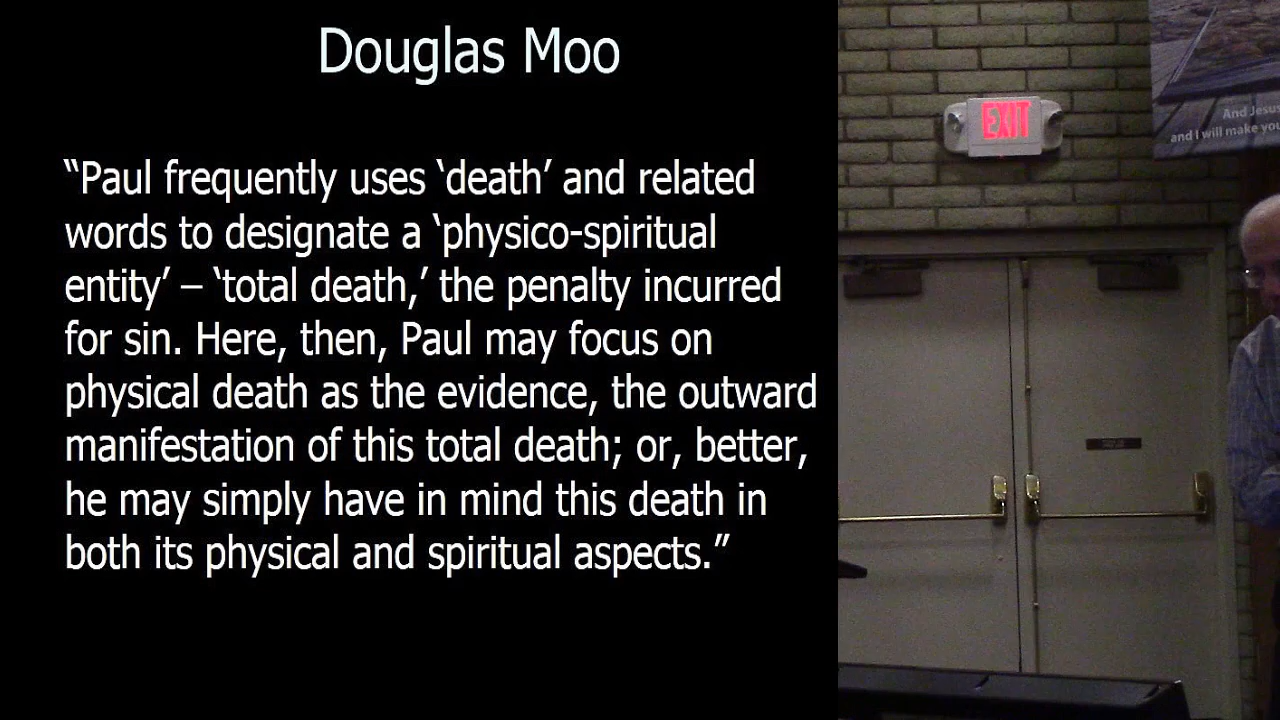 Douglas Moo
“Paul frequently uses ‘death’ and related
words to designate a ‘physico-spiritual
entity’ – ‘total death,’ the penalty incurred
for sin. Here, then, Paul may focus on
physical death as the evidence, the outward
manifestation of this total death; or, better,
he may simply have in mind this death in
both its physical and spiritual aspects.”
EXIT
And Jesus
and I will make you